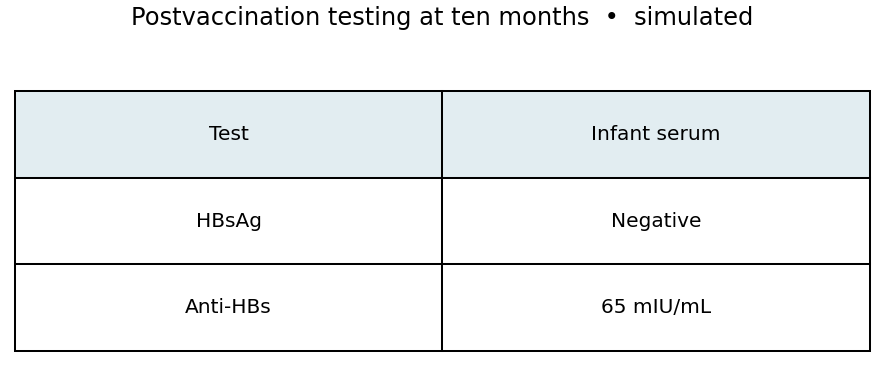 Postvaccination testing at ten months • simulated
Test Infant serum
HBsAg Negative
Anti-HBs 65 mIU/mL